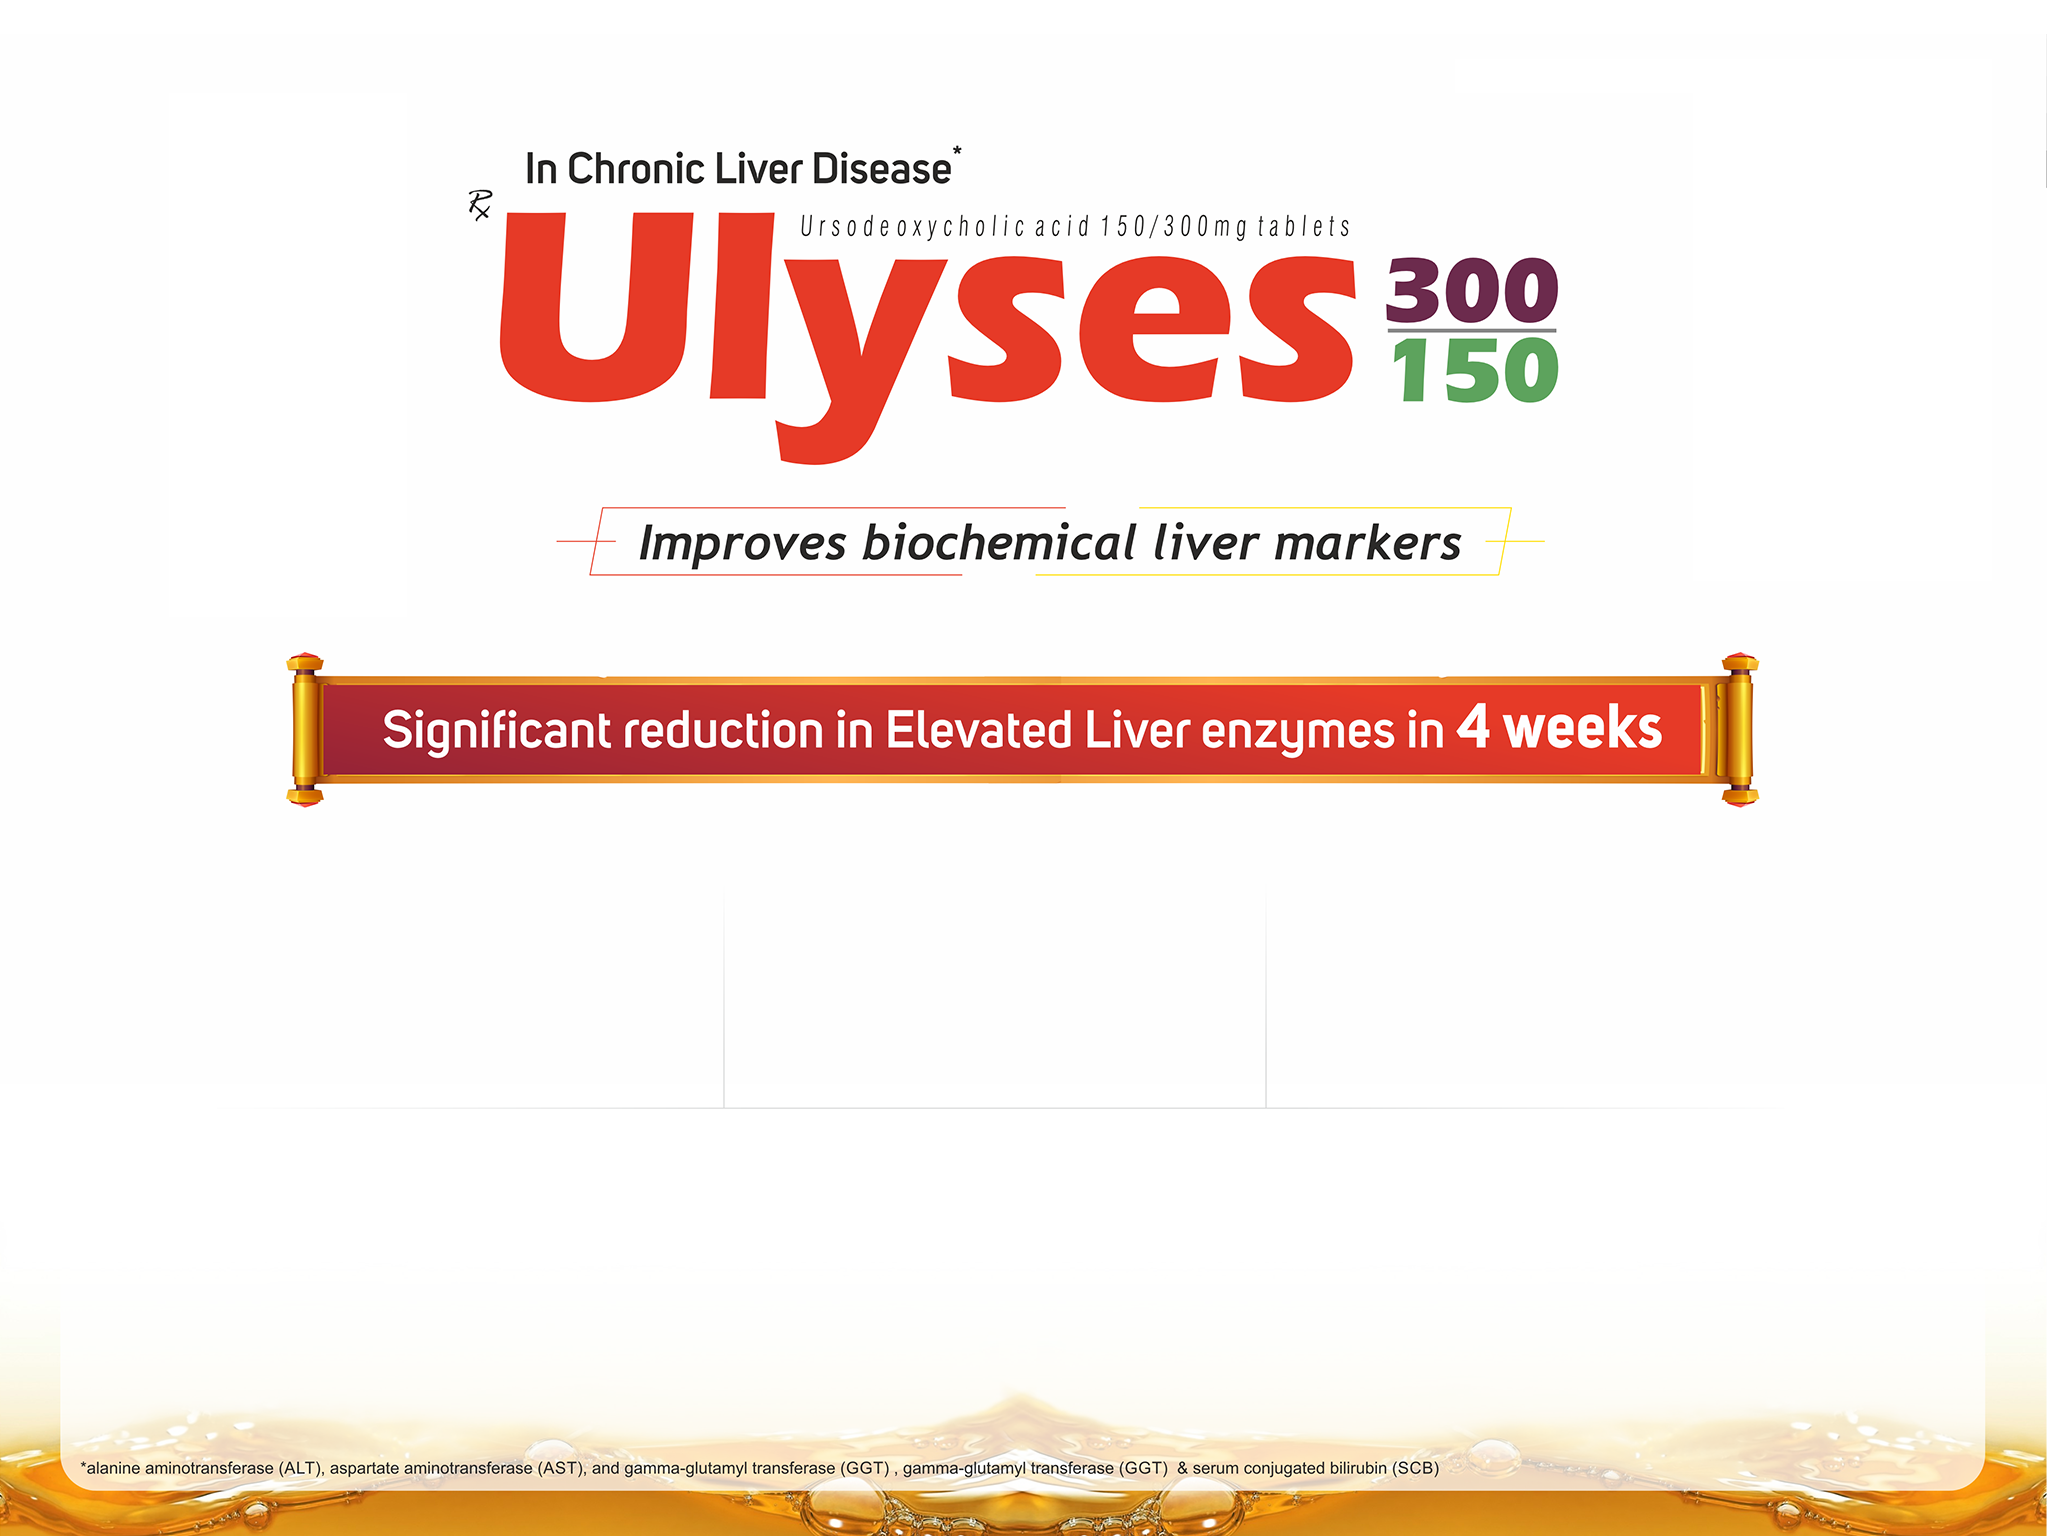 In Chronic Liver Disease*
Rx
Ursodeoxycholic acid 150/300mg tablets
Ulyses 300
150
Improves biochemical liver markers
Significant reduction in Elevated Liver enzymes in 4 weeks
*alanine aminotransferase (ALT), aspartate aminotransferase (AST), and gamma-glutamyl transferase (GGT) , gamma-glutamyl transferase (GGT)  & serum conjugated bilirubin (SCB)